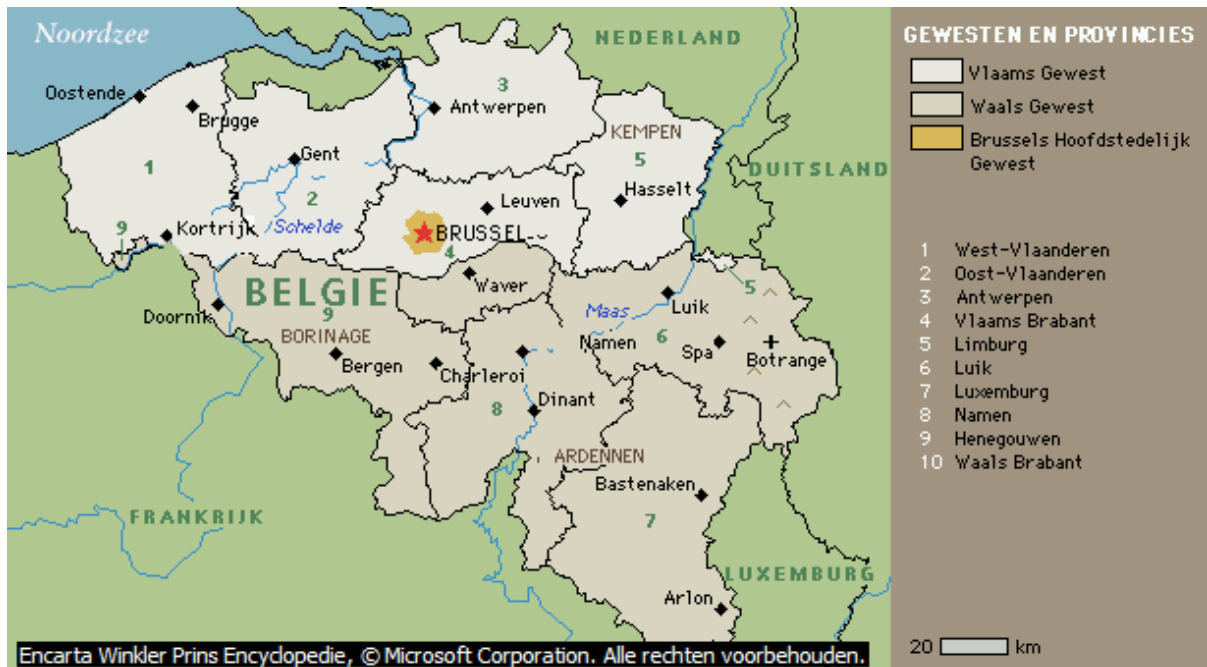 Noordzee
NEDERLAND
Oostende
Brugge
3
Antwerpen
KEMPEN
1
Gent
5
DUITSLAND
2
Hasselt
Leuven
9
Kortrijk
Schelde
BRUSSEL
4
Waver
BELGIE
9
5
Doornik
Maas
Luik
BORINAGE
Namen
6
Spa
Botrange
Bergen
Charleroi
8
Dinant
ARDENNEN
Bastenaken
7
FRANKRIJK
LUXEMBURG
Arlon
Encarta Winkler Prins Encyclopedie, © Microsoft Corporation. Alle rechten voorbehouden.
GEWESTEN EN PROVINCIES
Vlaams Gewest
Waals Gewest
Brussels Hoofdstedelijk
Gewest
1 West-Vlaanderen
2 Oost-Vlaanderen
3 Antwerpen
4 Vlaams Brabant
5 Limburg
6 Luik
7 Luxemburg
8 Namen
9 Henegouwen
10 Waals Brabant
20 km